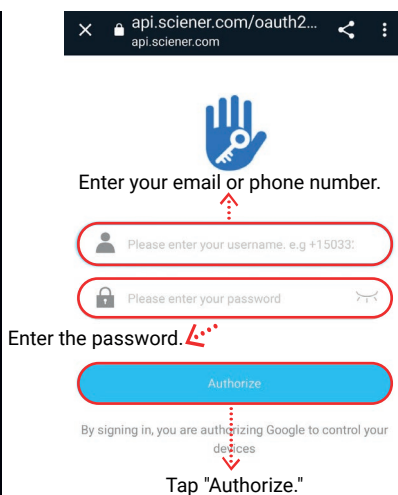 api.sciener.com/oauth2...
api.sciener.com
Enter your email or phone number.
Please enter your username. e.g +15033:
Please enter your password
Enter the password.
Authorize
By signing in, you are authorizing Google to control your
devices
Tap "Authorize."